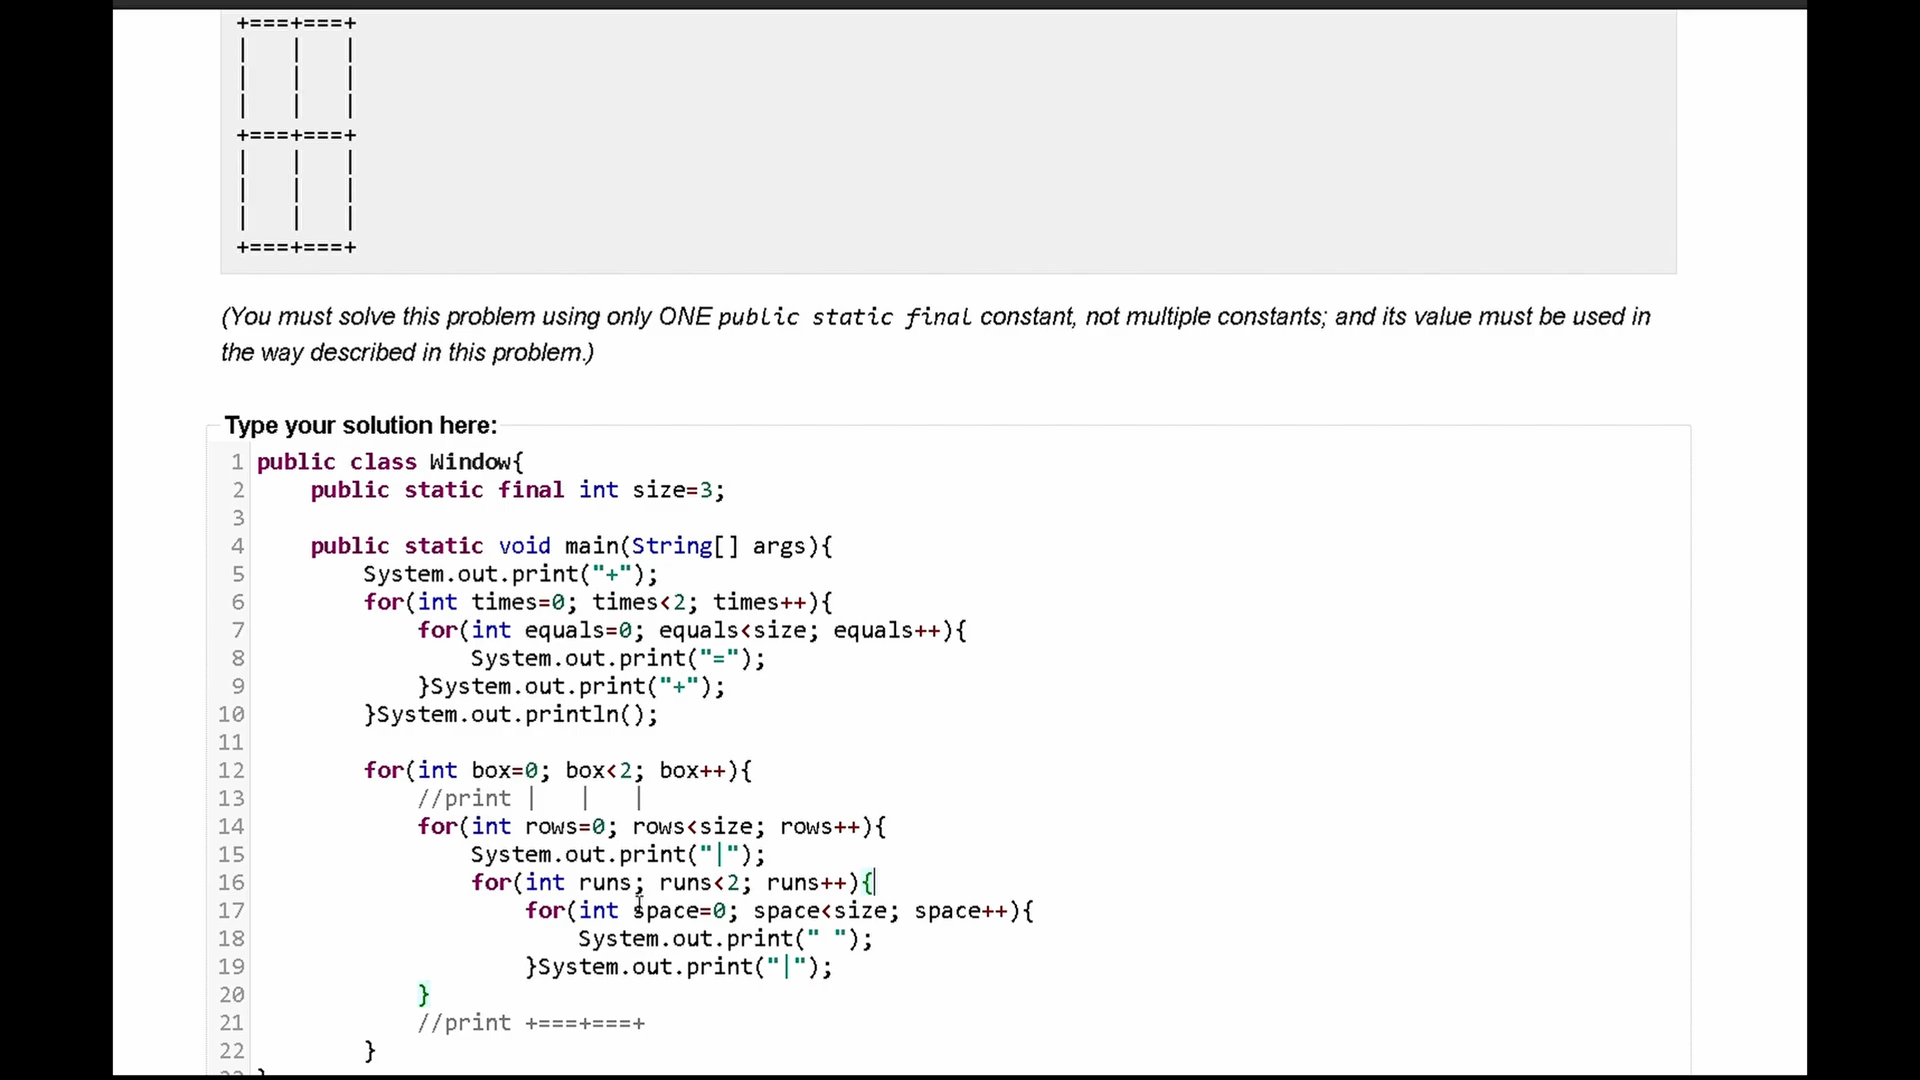 +===+===+
|   |   |
|   |   |
|   |   |
+===+===+
|   |   |
|   |   |
|   |   |
+===+===+
(You must solve this problem using only ONE public static final constant, not multiple constants; and its value must be used in
the way described in this problem.)
Type your solution here:
1 public class Window{
2     public static final int size=3;
3
4     public static void main(String[] args){
5         System.out.print("+");
6         for(int times=0; times<2; times++){
7             for(int equals=0; equals<size; equals++){
8                 System.out.print("=");
9             }System.out.print("+");
10         }System.out.println();
11
12         for(int box=0; box<2; box++){
13             //print |   |   |
14             for(int rows=0; rows<size; rows++){
15                 System.out.print("|");
16                 for(int runs; runs<2; runs++){
17                     for(int space=0; space<size; space++){
18                         System.out.print(" ");
19                     }System.out.print("|");
20             }
21             //print +===+===+
22         }